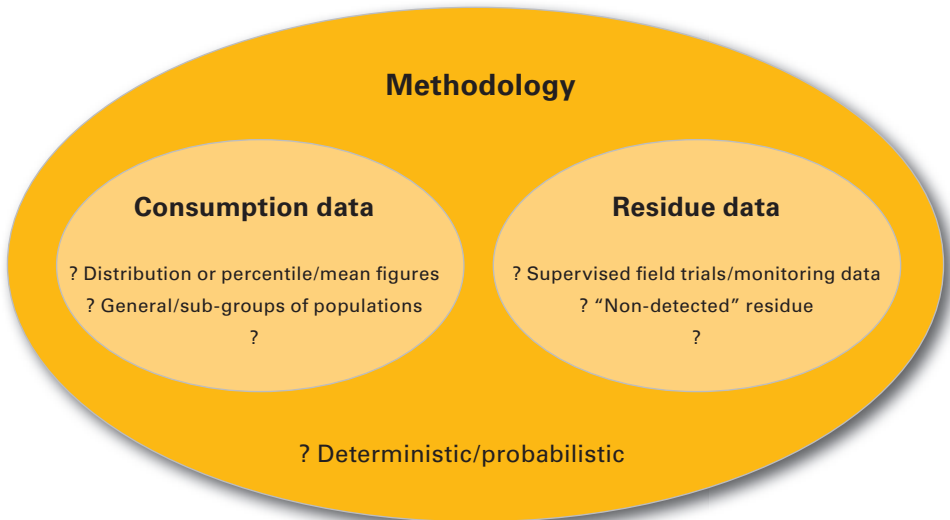 Methodology
Consumption data
? Distribution or percentile/mean figures
? General/sub-groups of populations
?
Residue data
? Supervised field trials/monitoring data
? “Non-detected” residue
?
? Deterministic/probabilistic